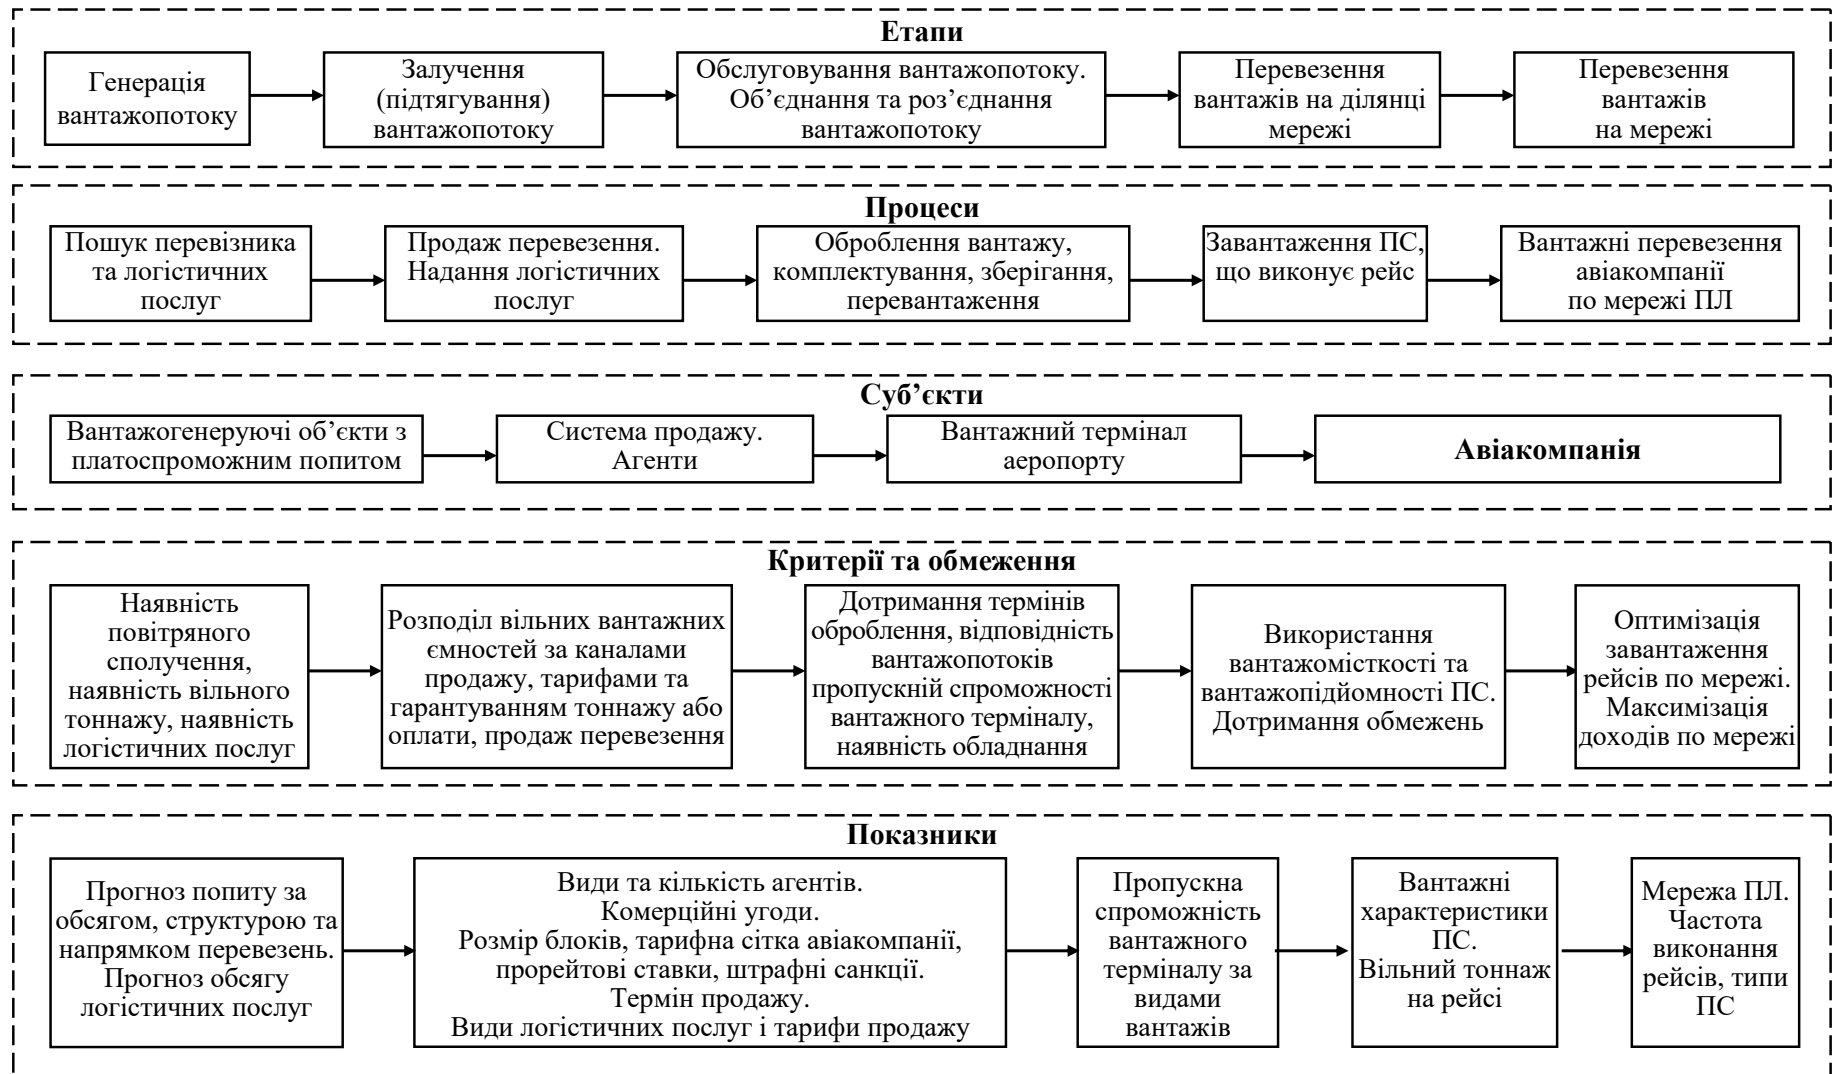 Етапи
Генерація
вантажопотоку
Залучення
(підтягування)
вантажопотоку
Обслуговування вантажопотоку.
Об’єднання та роз’єднання
вантажопотоку
Перевезення
вантажів на ділянці
мережі
Перевезення
вантажів
на мережі
Процеси
Пошук перевізника
та логістичних
послуг
Продаж перевезення.
Надання логістичних
послуг
Оброблення вантажу,
комплектування, зберігання,
перевантаження
Завантаження ПС,
що виконує рейс
Вантажні перевезення
авіакомпанії
по мережі ПЛ
Суб’єкти
Вантажогенеруючі об’єкти з
платоспроможним попитом
Система продажу.
Агенти
Вантажний термінал
аеропорту
Авіакомпанія
Критерії та обмеження
Наявність
повітряного
сполучення,
наявність вільного
тоннажу, наявність
логістичних послуг
Розподіл вільних вантажних
ємностей за каналами
продажу, тарифами та
гарантуванням тоннажу або
оплати, продаж перевезення
Дотримання термінів
оброблення, відповідність
вантажопотоків
пропускній спроможності
вантажного терміналу,
наявність обладнання
Використання
вантажомісткості та
вантажопідйомності ПС.
Дотримання обмежень
Оптимізація
завантаження
рейсів по мережі.
Максимізація
доходів по мережі
Показники
Прогноз попиту за
обсягом, структурою та
напрямком перевезень.
Прогноз обсягу
логістичних послуг
Види та кількість агентів.
Комерційні угоди.
Розмір блоків, тарифна сітка авіакомпанії,
прорейтові ставки, штрафні санкції.
Термін продажу.
Види логістичних послуг і тарифи продажу
Пропускна
спроможність
вантажного
терміналу за
видами
вантажів
Вантажні
характеристики
ПС.
Вільний тоннаж
на рейсі
Мережа ПЛ.
Частота
виконання
рейсів, типи
ПС